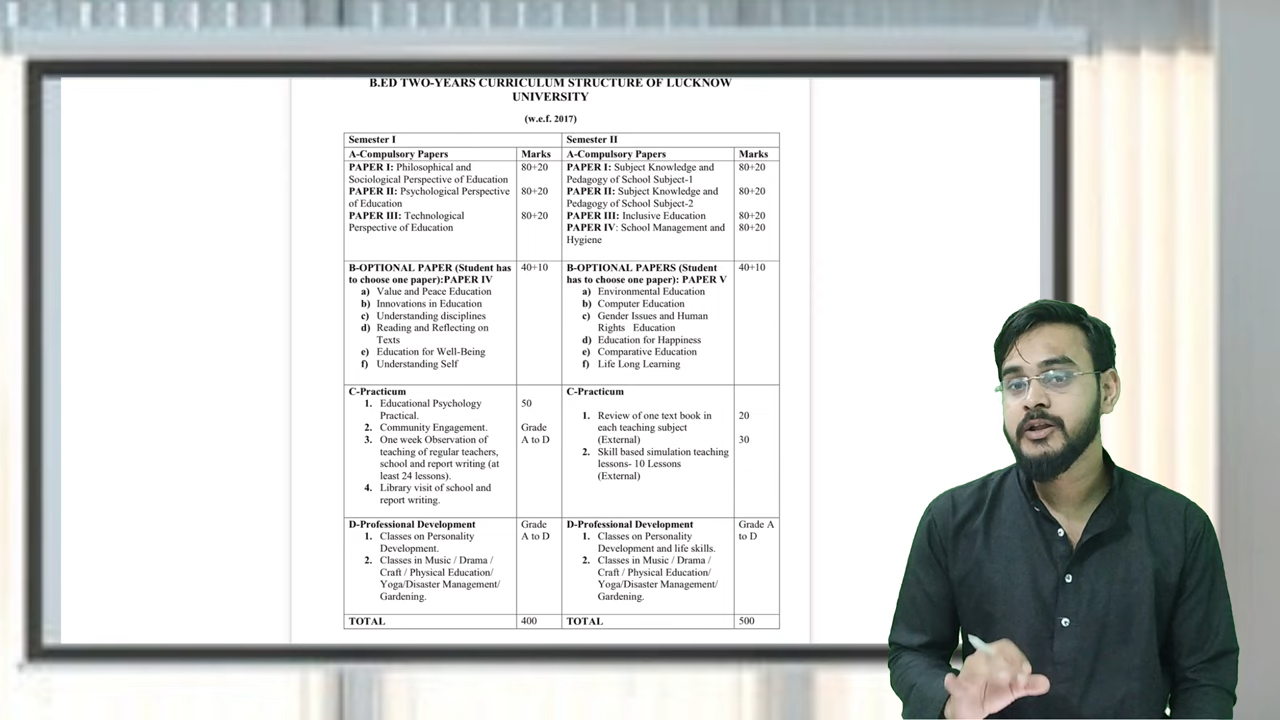 B.ED TWO-YEARS CURRICULUM STRUCTURE OF LUCKNOW
UNIVERSITY
(w.e.f. 2017)
Semester I
A-Compulsory Papers Marks
PAPER I: Philosophical and 80+20
Sociological Perspective of Education
PAPER II: Psychological Perspective 80+20
of Education
PAPER III: Technological 80+20
Perspective of Education
B-OPTIONAL PAPER (Student has 40+10
to choose one paper):PAPER IV
a) Value and Peace Education
b) Innovations in Education
c) Understanding disciplines
d) Reading and Reflecting on
Texts
e) Education for Well-Being
f) Understanding Self
C-Practicum
1. Educational Psychology 50
Practical.
2. Community Engagement. Grade
3. One week Observation of A to D
teaching of regular teachers,
school and report writing (at
least 24 lessons).
4. Library visit of school and
report writing.
D-Professional Development Grade
1. Classes on Personality A to D
Development.
2. Classes in Music / Drama /
Craft / Physical Education/
Yoga/Disaster Management/
Gardening.
TOTAL 400
Semester II
A-Compulsory Papers Marks
PAPER I: Subject Knowledge and 80+20
Pedagogy of School Subject-1
PAPER II: Subject Knowledge and 80+20
Pedagogy of School Subject-2
PAPER III: Inclusive Education 80+20
PAPER IV: School Management and 80+20
Hygiene
B-OPTIONAL PAPERS (Student 40+10
has to choose one paper): PAPER V
a) Environmental Education
b) Computer Education
c) Gender Issues and Human
Rights Education
d) Education for Happiness
e) Comparative Education
f) Life Long Learning
C-Practicum
1. Review of one text book in 20
each teaching subject
(External) 30
2. Skill based simulation teaching
lessons- 10 Lessons
(External)
D-Professional Development Grade A
1. Classes on Personality to D
Development and life skills.
2. Classes in Music / Drama /
Craft / Physical Education/
Yoga/Disaster Management/
Gardening.
TOTAL 500